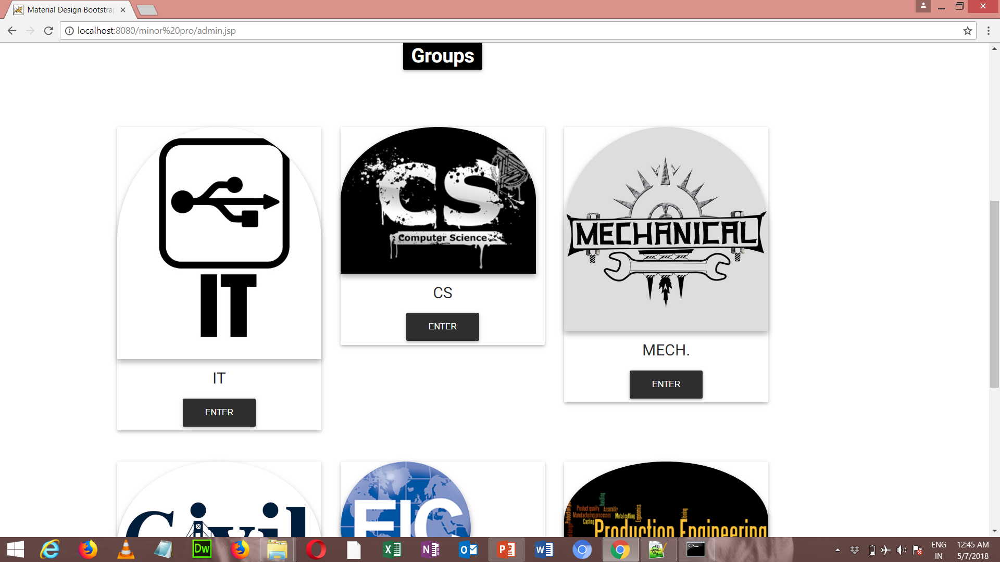 Material Design Bootstra
localhost:8080/minor%20pro/admin.jsp
Groups
IT
IT
ENTER
CS
Computer Science
CS
ENTER
MECHANICAL
MECH.
ENTER
Civil
EIC
handling
Product quality Assembly
Manufacturing processes Metal cutting Ergonomics
Casting
Production Engineering
Dw
ENG
IN
12:45 AM
5/7/2018